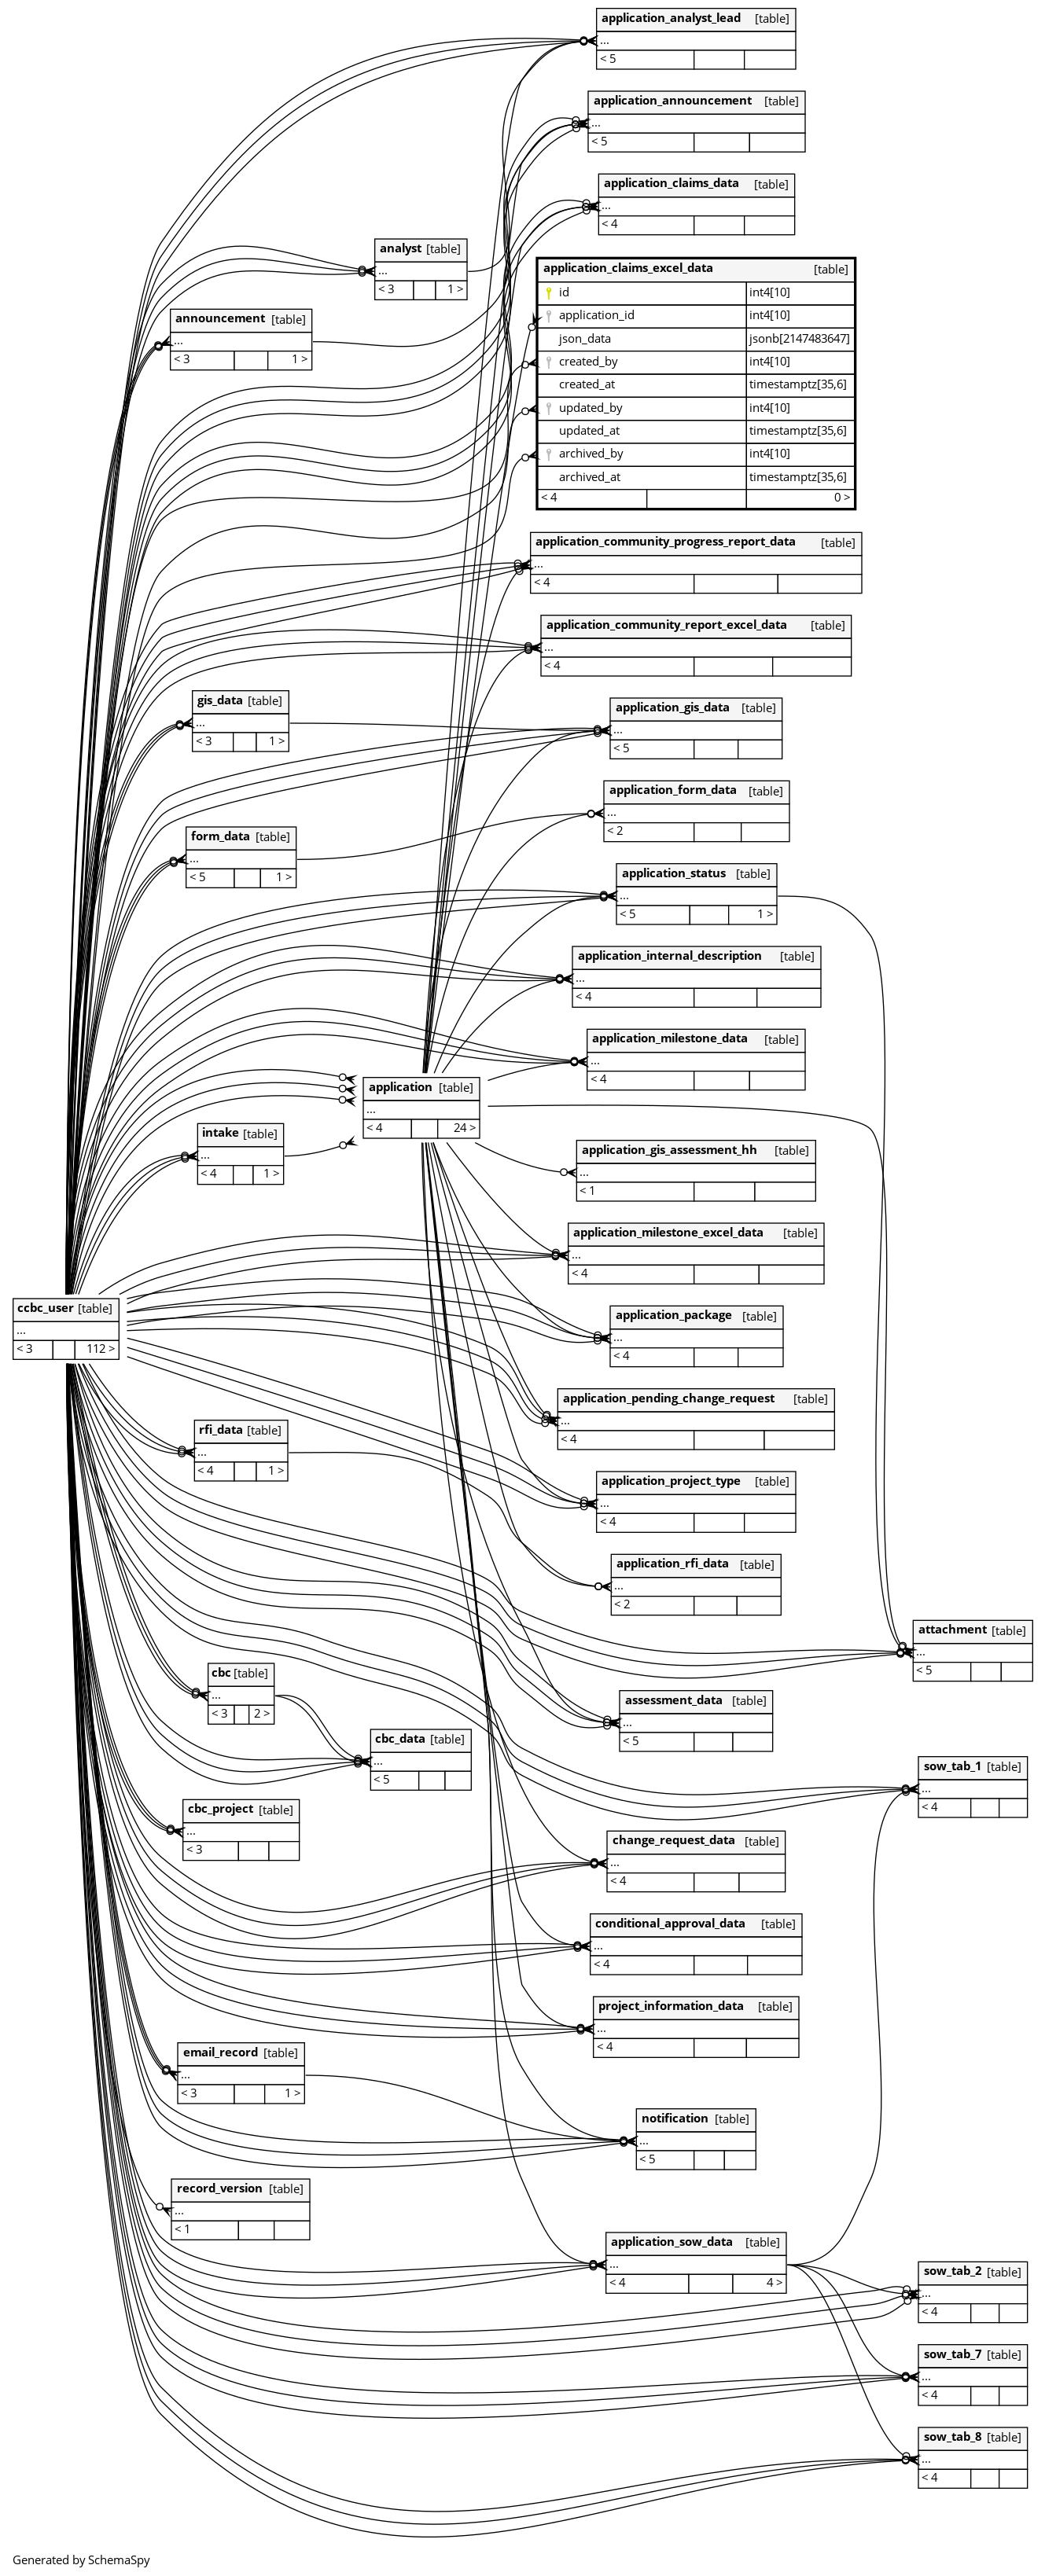 application_analyst_lead [table]
...
< 5
application_announcement [table]
...
< 5
application_claims_data [table]
...
< 4
analyst [table]
...
< 3 1 >
announcement [table]
...
< 3 1 >
application_claims_excel_data [table]
id int4[10]
application_id int4[10]
json_data jsonb[2147483647]
created_by int4[10]
created_at timestamptz[35,6]
updated_by int4[10]
updated_at timestamptz[35,6]
archived_by int4[10]
archived_at timestamptz[35,6]
< 4 0 >
application_community_progress_report_data [table]
...
< 4
application_community_report_excel_data [table]
...
< 4
gis_data [table]
...
< 3 1 >
application_gis_data [table]
...
< 5
application_form_data [table]
...
< 2
form_data [table]
...
< 5 1 >
application_status [table]
...
< 5 1 >
application_internal_description [table]
...
< 4
application_milestone_data [table]
...
< 4
application [table]
...
< 4 24 >
intake [table]
...
< 4 1 >
application_gis_assessment_hh [table]
...
< 1
application_milestone_excel_data [table]
...
< 4
ccbc_user [table]
...
< 3 112 >
application_package [table]
...
< 4
application_pending_change_request [table]
...
< 4
rfi_data [table]
...
< 4 1 >
application_project_type [table]
...
< 4
application_rfi_data [table]
...
< 2
attachment [table]
...
< 5
cbc [table]
...
< 3 2 >
assessment_data [table]
...
< 5
cbc_data [table]
...
< 5
sow_tab_1 [table]
...
< 4
cbc_project [table]
...
< 3
change_request_data [table]
...
< 4
conditional_approval_data [table]
...
< 4
project_information_data [table]
...
< 4
email_record [table]
...
< 3 1 >
notification [table]
...
< 5
record_version [table]
...
< 1
application_sow_data [table]
...
< 4 4 >
sow_tab_2 [table]
...
< 4
sow_tab_7 [table]
...
< 4
sow_tab_8 [table]
...
< 4
Generated by SchemaSpy